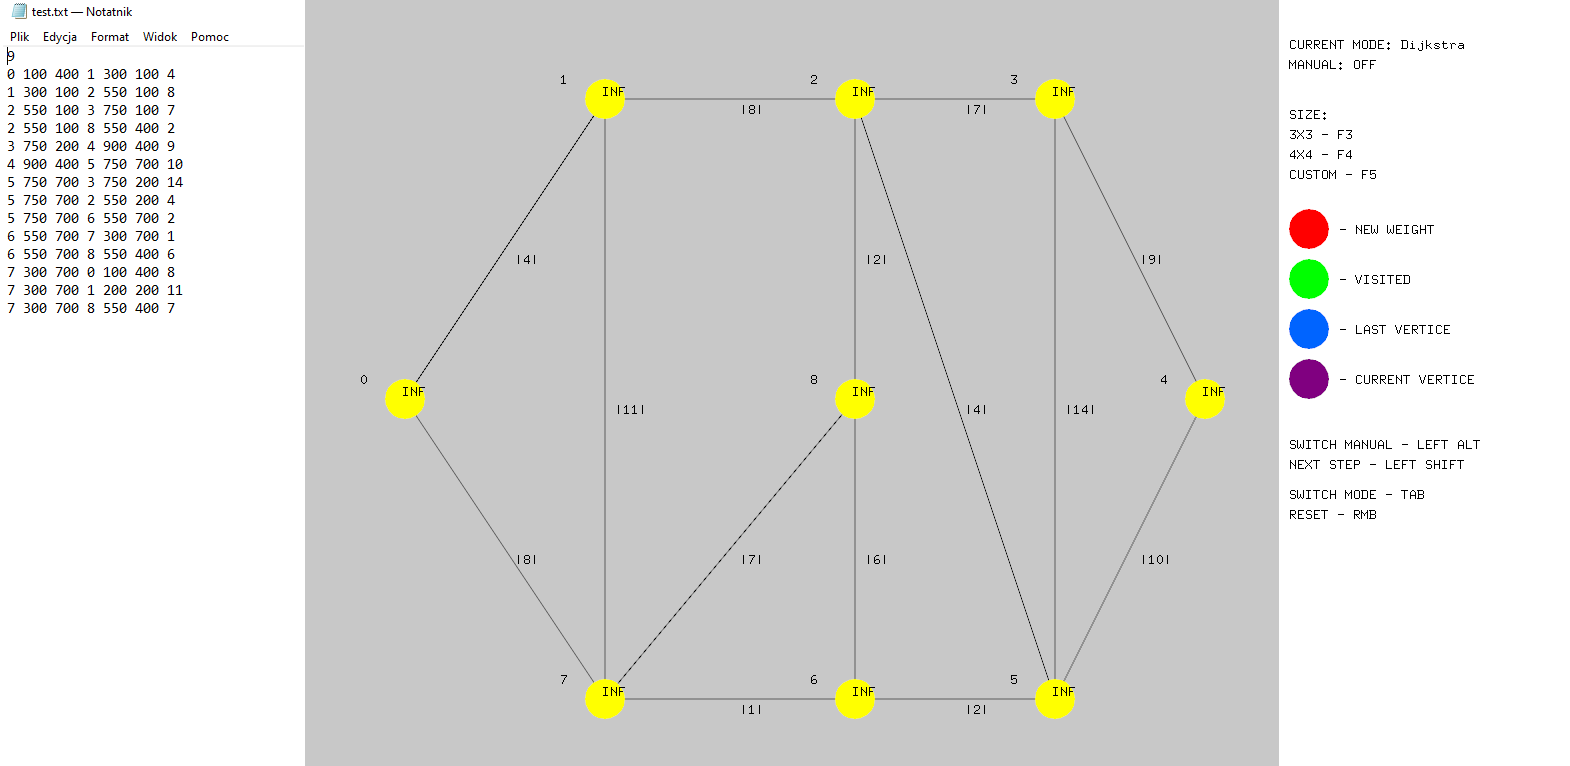 test.txt — Notatnik
Plik Edycja Format Widok Pomoc
9
0 100 400 1 300 100 4
1 300 100 2 550 100 8
2 550 100 3 750 100 7
2 550 100 8 550 400 2
3 750 200 4 900 400 9
4 900 400 5 750 700 10
5 750 700 3 750 200 14
5 750 700 2 550 200 4
5 750 700 6 550 700 2
6 550 700 7 300 700 1
6 550 700 8 550 400 6
7 300 700 0 100 400 8
7 300 700 1 200 200 11
7 300 700 8 550 400 7
1 2 3
INF INF INF
|8| |7|
|4| |2| |9|
0 8 4
INF INF INF
|11| |4| |14|
|8| |7| |6| |10|
7 6 5
INF INF INF
|1| |2|
CURRENT MODE: Dijkstra
MANUAL: OFF
SIZE:
3X3 - F3
4X4 - F4
CUSTOM - F5
- NEW WEIGHT
- VISITED
- LAST VERTICE
- CURRENT VERTICE
SWITCH MANUAL - LEFT ALT
NEXT STEP - LEFT SHIFT
SWITCH MODE - TAB
RESET - RMB